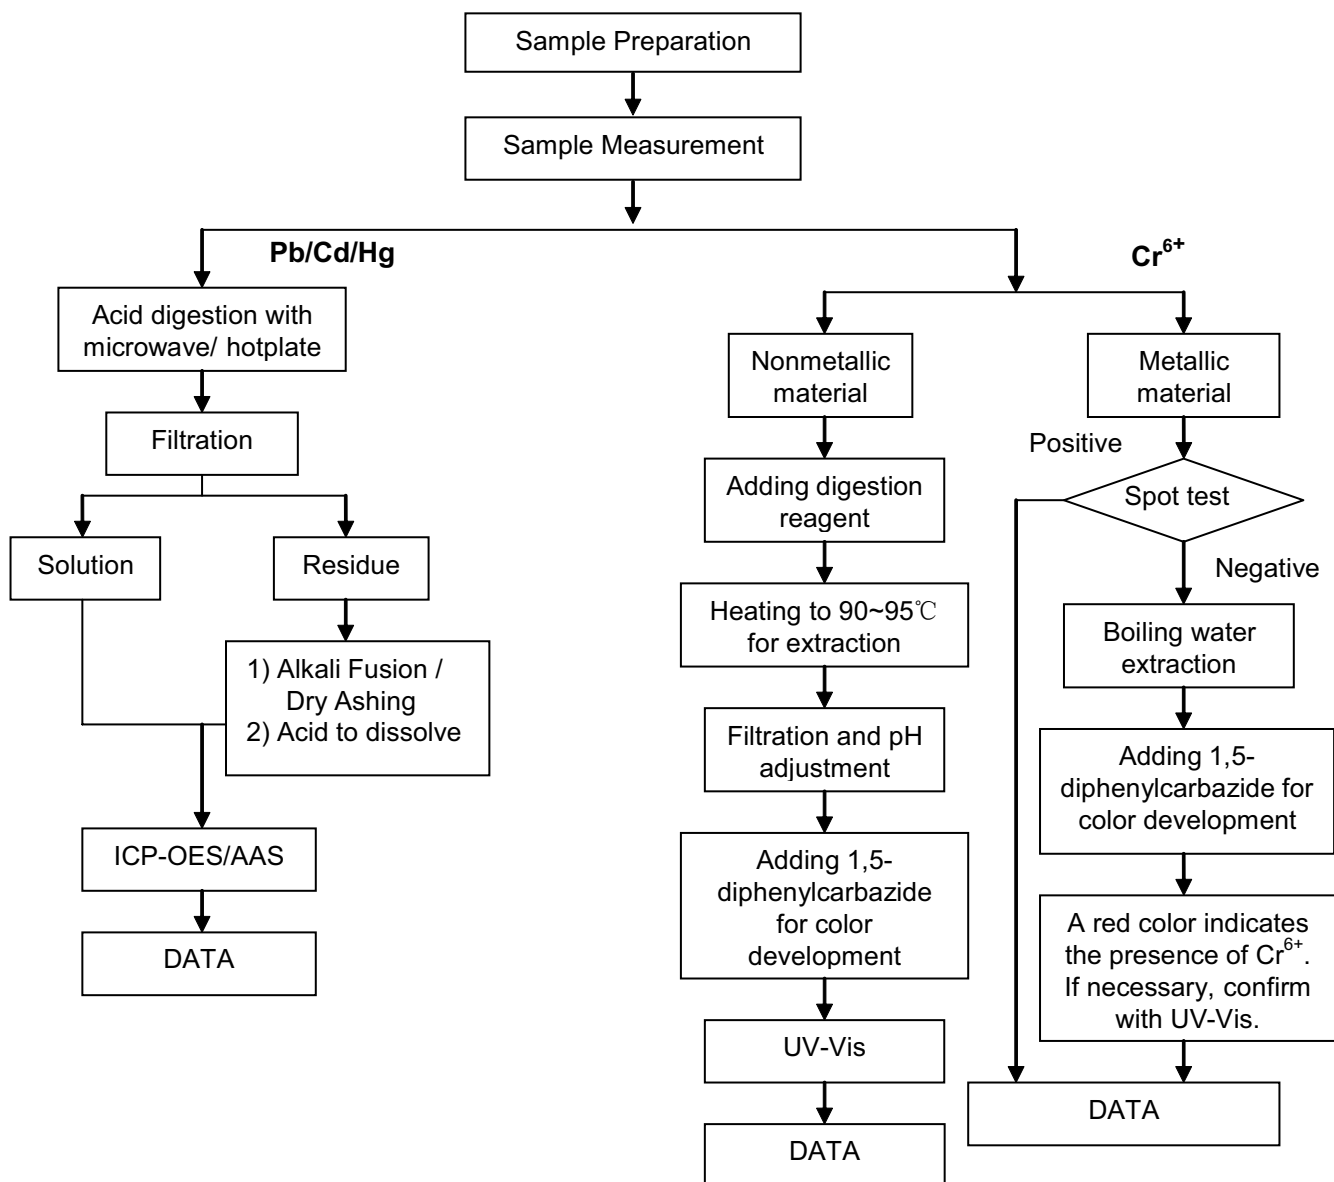 Sample Preparation
Sample Measurement
Pb/Cd/Hg
Cr⁶⁺
Acid digestion with
microwave/ hotplate
Filtration
Solution
Residue
1) Alkali Fusion /
Dry Ashing
2) Acid to dissolve
ICP-OES/AAS
DATA
Nonmetallic
material
Adding digestion
reagent
Heating to 90~95℃
for extraction
Filtration and pH
adjustment
Adding 1,5-
diphenylcarbazide
for color
development
UV-Vis
DATA
Metallic
material
Positive
Spot test
Negative
Boiling water
extraction
Adding 1,5-
diphenylcarbazide for
color development
A red color indicates
the presence of Cr⁶⁺.
If necessary, confirm
with UV-Vis.
DATA